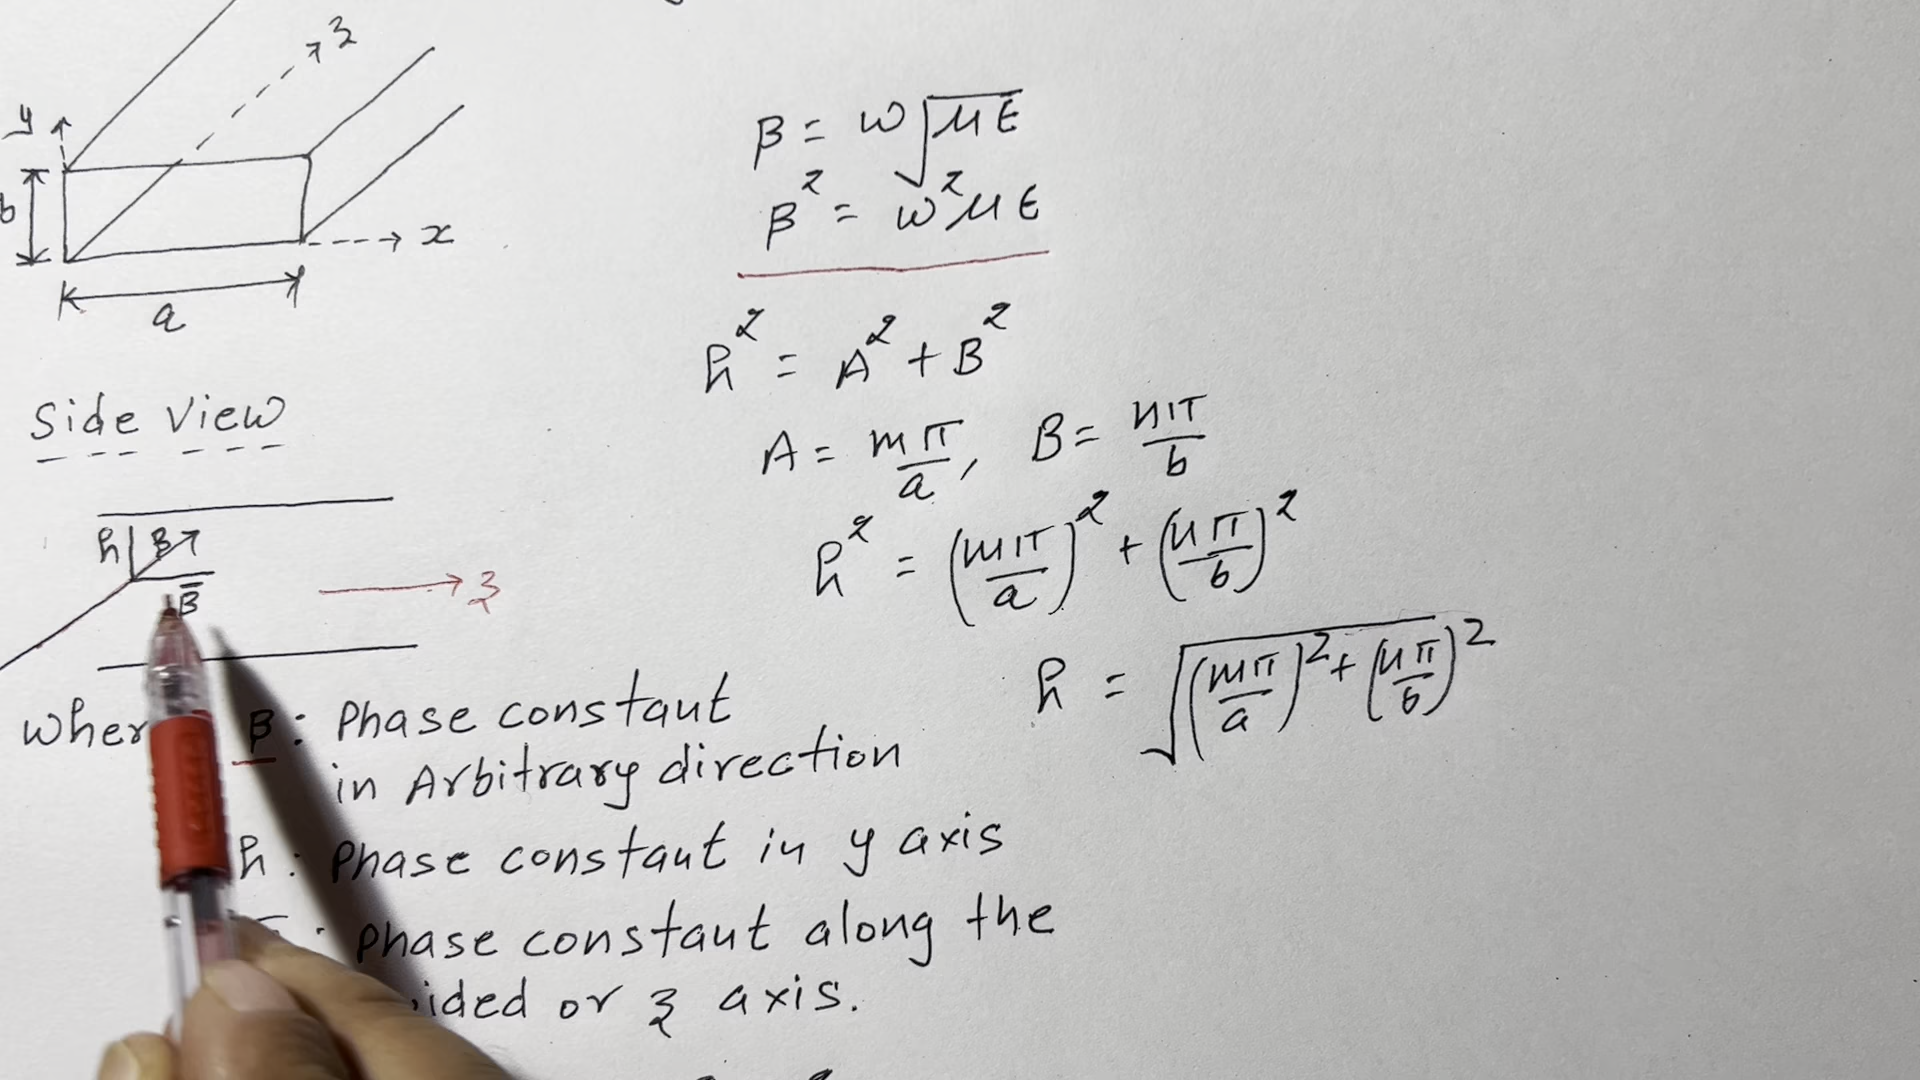 z
y
b
x
a
Side View
h β
β̅
z
where β : Phase constant
in Arbitrary direction
h : Phase constant in y axis
: phase constant along the
or z axis.
β = ω√με
β² = ω²με
h² = A² + B²
A = mπ/a, B = nπ/b
h² = (mπ/a)² + (nπ/b)²
h = √(mπ/a)² + (nπ/b)²